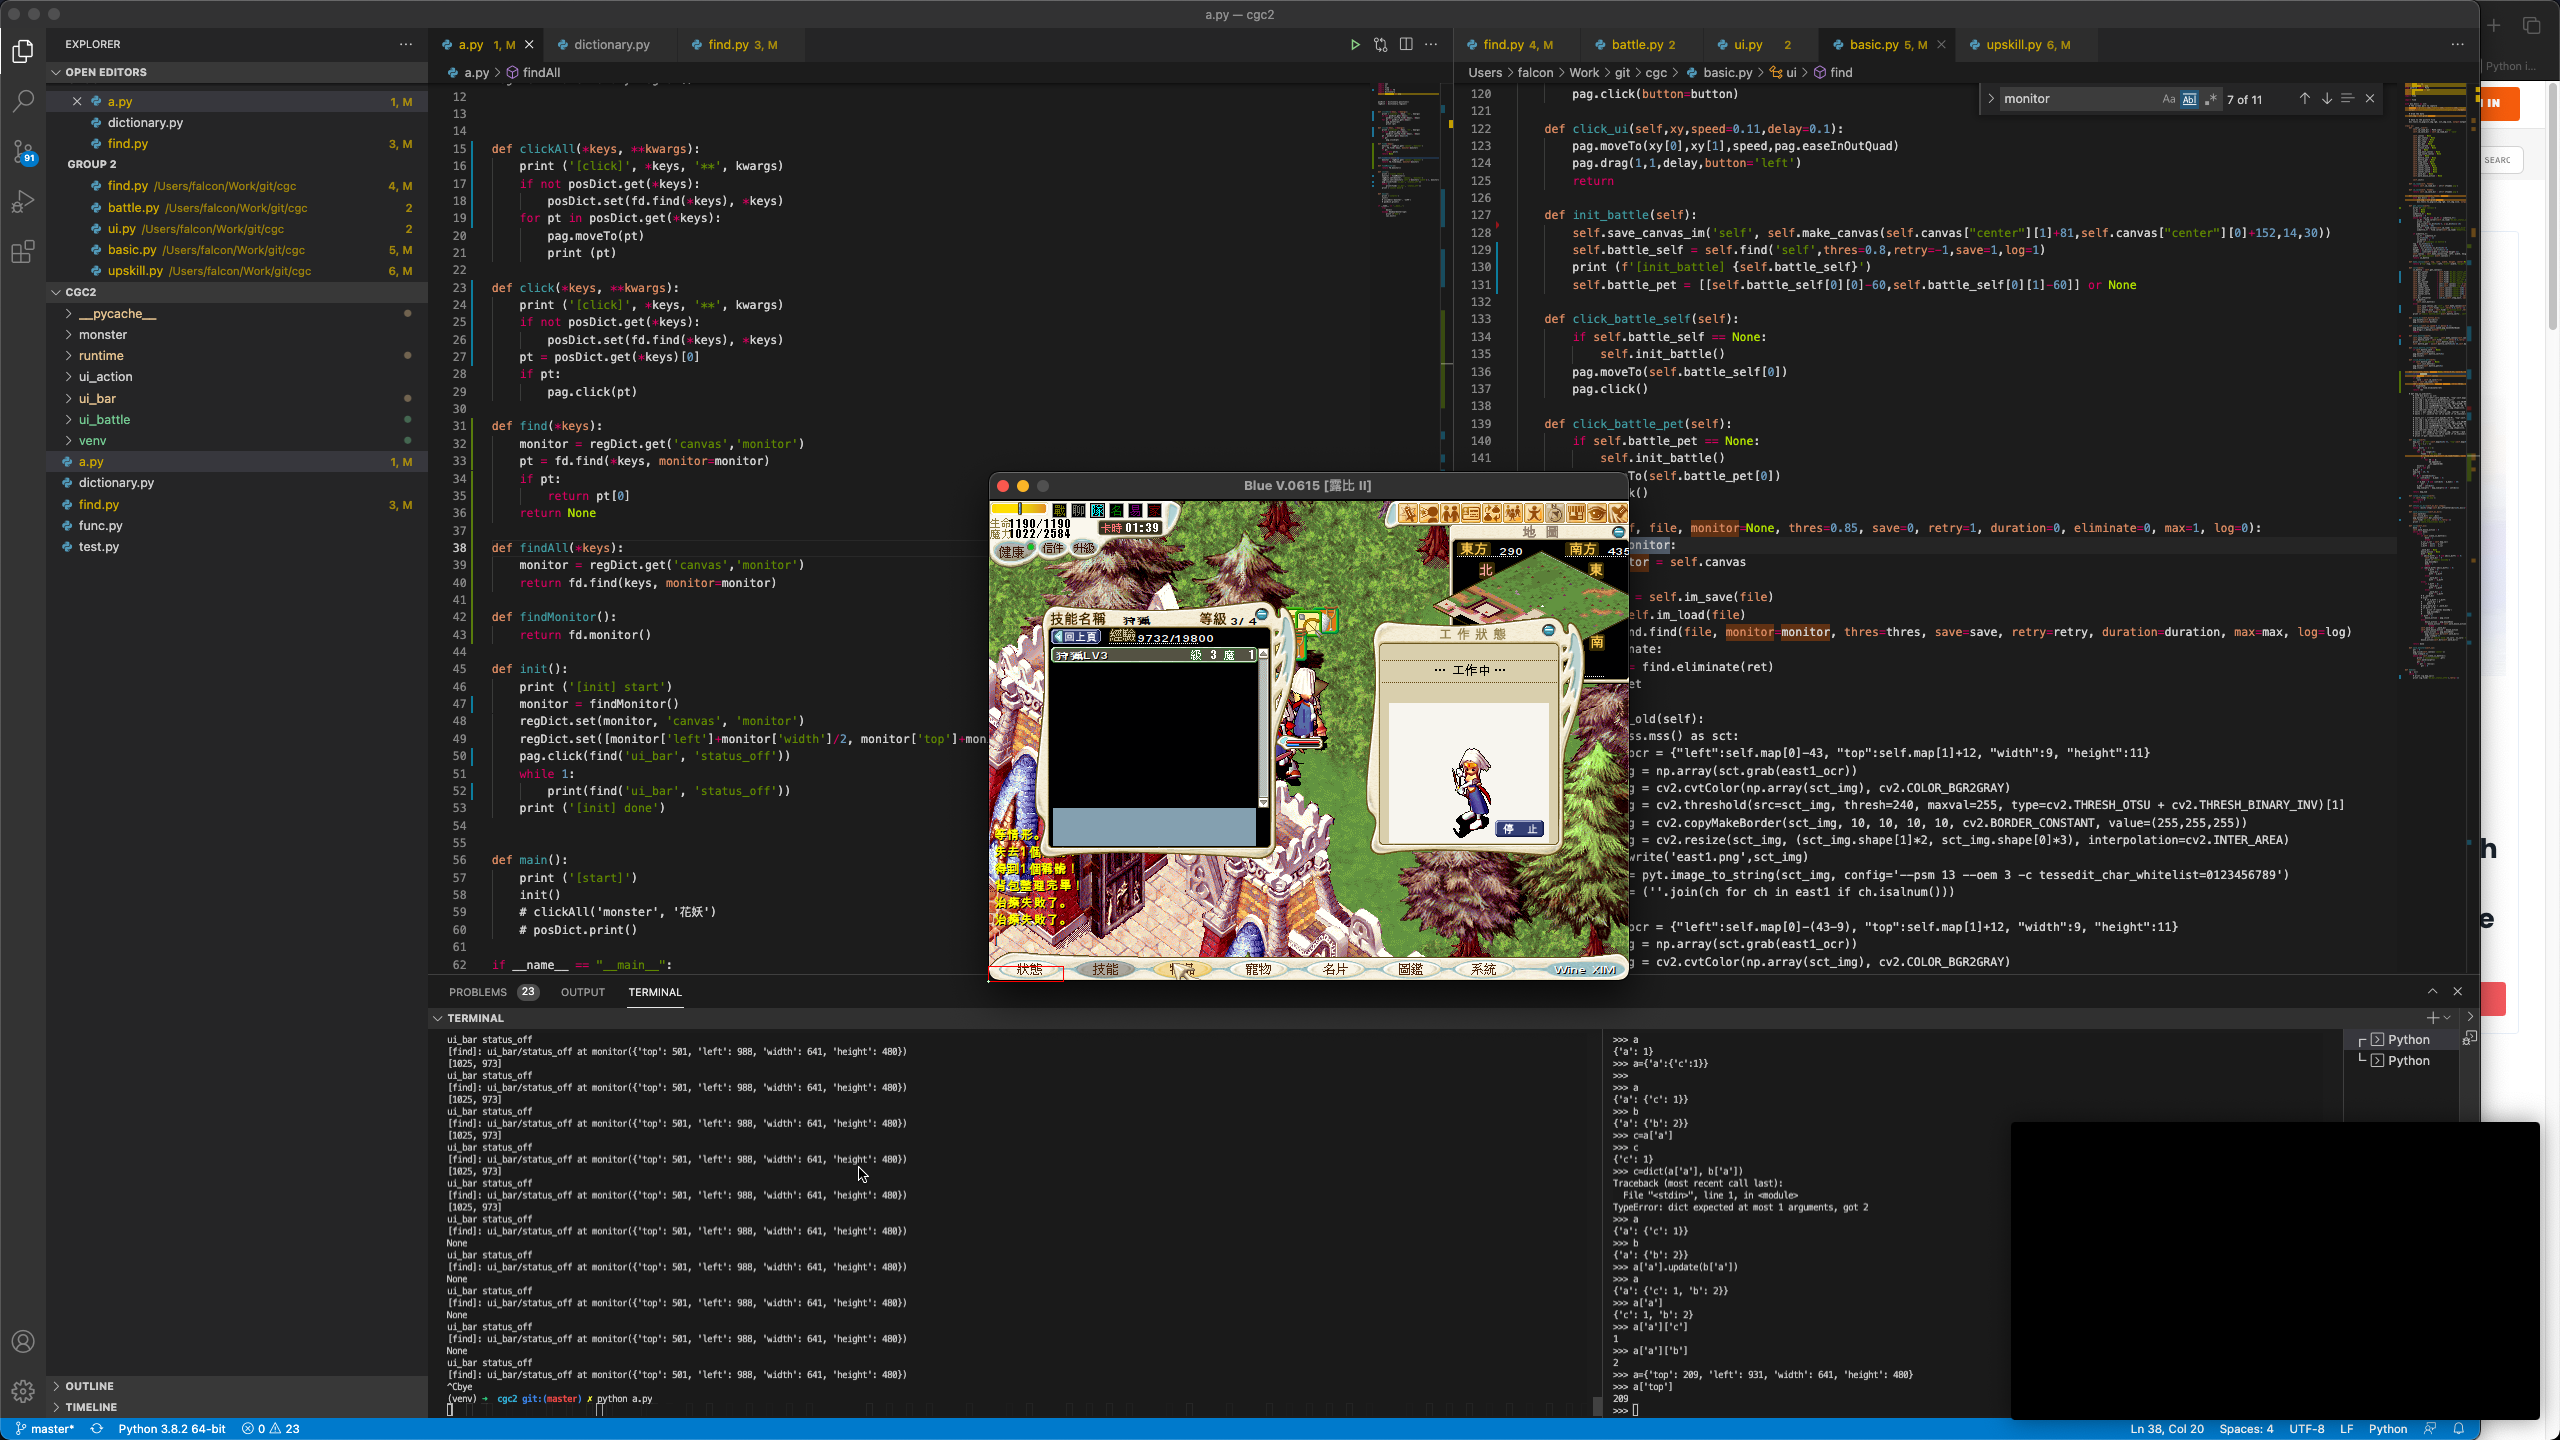 a.py — cgc2
EXPLORER
OPEN EDITORS
a.py 1, M
dictionary.py
find.py 3, M
GROUP 2
find.py /Users/falcon/Work/git/cgc 4, M
battle.py /Users/falcon/Work/git/cgc 2
ui.py /Users/falcon/Work/git/cgc 2
basic.py /Users/falcon/Work/git/cgc 5, M
upskill.py /Users/falcon/Work/git/cgc 6, M
CGC2
__pycache__
monster
runtime
ui_action
ui_bar
ui_battle
venv
a.py 1, M
dictionary.py
find.py 3, M
func.py
test.py
OUTLINE
TIMELINE
91
a.py 1, M
dictionary.py
find.py 3, M
a.py > findAll
12
13
14
15 def clickAll(*keys, **kwargs):
16 print ('[click]', *keys, '**', kwargs)
17 if not posDict.get(*keys):
18 posDict.set(fd.find(*keys), *keys)
19 for pt in posDict.get(*keys):
20 pag.moveTo(pt)
21 print (pt)
22
23 def click(*keys, **kwargs):
24 print ('[click]', *keys, '**', kwargs)
25 if not posDict.get(*keys):
26 posDict.set(fd.find(*keys), *keys)
27 pt = posDict.get(*keys)[0]
28 if pt:
29 pag.click(pt)
30
31 def find(*keys):
32 monitor = regDict.get('canvas','monitor')
33 pt = fd.find(*keys, monitor=monitor)
34 if pt:
35 return pt[0]
36 return None
37
38 def findAll(*keys):
39 monitor = regDict.get('canvas','monitor')
40 return fd.find(keys, monitor=monitor)
41
42 def findMonitor():
43 return fd.monitor()
44
45 def init():
46 print ('[init] start')
47 monitor = findMonitor()
48 regDict.set(monitor, 'canvas', 'monitor')
49 regDict.set([monitor['left']+monitor['width']/2, monitor['top']+mon
50 pag.click(find('ui_bar', 'status_off'))
51 while 1:
52 print(find('ui_bar', 'status_off'))
53 print ('[init] done')
54
55
56 def main():
57 print ('[start]')
58 init()
59 # clickAll('monster', '花妖')
60 # posDict.print()
61
62 if __name__ == "__main__":
find.py 4, M
battle.py 2
ui.py 2
basic.py 5, M
upskill.py 6, M
Users > falcon > Work > git > cgc > basic.py > ui > find
monitor
Aa
Abl
7 of 11
120 pag.click(button=button)
121
122 def click_ui(self,xy,speed=0.11,delay=0.1):
123 pag.moveTo(xy[0],xy[1],speed,pag.easeInOutQuad)
124 pag.drag(1,1,delay,button='left')
125 return
126
127 def init_battle(self):
128 self.save_canvas_im('self', self.make_canvas(self.canvas["center"][1]+81,self.canvas["center"][0]+152,14,30))
129 self.battle_self = self.find('self',thres=0.8,retry=-1,save=1,log=1)
130 print (f'[init_battle] {self.battle_self}')
131 self.battle_pet = [[self.battle_self[0][0]-60,self.battle_self[0][1]-60]] or None
132
133 def click_battle_self(self):
134 if self.battle_self == None:
135 self.init_battle()
136 pag.moveTo(self.battle_self[0])
137 pag.click()
138
139 def click_battle_pet(self):
140 if self.battle_pet == None:
141 self.init_battle()
To(self.battle_pet[0])
k()
f, file, monitor=None, thres=0.85, save=0, retry=1, duration=0, eliminate=0, max=1, log=0):
onitor:
tor = self.canvas
= self.im_save(file)
elf.im_load(file)
nd.find(file, monitor=monitor, thres=thres, save=save, retry=retry, duration=duration, max=max, log=log)
nate:
= find.eliminate(ret)
et
_old(self):
ss.mss() as sct:
ocr = {"left":self.map[0]-43, "top":self.map[1]+12, "width":9, "height":11}
g = np.array(sct.grab(east1_ocr))
g = cv2.cvtColor(np.array(sct_img), cv2.COLOR_BGR2GRAY)
g = cv2.threshold(src=sct_img, thresh=240, maxval=255, type=cv2.THRESH_OTSU + cv2.THRESH_BINARY_INV)[1]
g = cv2.copyMakeBorder(sct_img, 10, 10, 10, 10, cv2.BORDER_CONSTANT, value=(255,255,255))
g = cv2.resize(sct_img, (sct_img.shape[1]*2, sct_img.shape[0]*3), interpolation=cv2.INTER_AREA)
write('east1.png',sct_img)
= pyt.image_to_string(sct_img, config='--psm 13 --oem 3 -c tessedit_char_whitelist=0123456789')
= (''.join(ch for ch in east1 if ch.isalnum()))
ocr = {"left":self.map[0]-(43-9), "top":self.map[1]+12, "width":9, "height":11}
g = np.array(sct.grab(east1_ocr))
g = cv2.cvtColor(np.array(sct_img), cv2.COLOR_BGR2GRAY)
Blue V.0615 [露比 II]
生命 1190/1190
魔力 1022/2584
卡時 01:39
健康
信件
升級
地 圖
東方 290 南方 435
北 東
南
技能名稱 狩獵 等級 3/ 4
回上頁 經驗 9732/19800
狩獵LV3 級 3 魔 1
工作狀態
··· 工作中 ···
停 止
等情形。
失去1個
得到1個
背包整理完畢！
治療失敗了。
治療失敗了。
狀態 技能 寵物 名片 圖鑑 系統 Wine XIM
PROBLEMS 23 OUTPUT TERMINAL
TERMINAL
ui_bar status_off
[find]: ui_bar/status_off at monitor({'top': 501, 'left': 988, 'width': 641, 'height': 480})
[1025, 973]
ui_bar status_off
[find]: ui_bar/status_off at monitor({'top': 501, 'left': 988, 'width': 641, 'height': 480})
[1025, 973]
ui_bar status_off
[find]: ui_bar/status_off at monitor({'top': 501, 'left': 988, 'width': 641, 'height': 480})
[1025, 973]
ui_bar status_off
[find]: ui_bar/status_off at monitor({'top': 501, 'left': 988, 'width': 641, 'height': 480})
[1025, 973]
ui_bar status_off
[find]: ui_bar/status_off at monitor({'top': 501, 'left': 988, 'width': 641, 'height': 480})
[1025, 973]
ui_bar status_off
[find]: ui_bar/status_off at monitor({'top': 501, 'left': 988, 'width': 641, 'height': 480})
None
ui_bar status_off
[find]: ui_bar/status_off at monitor({'top': 501, 'left': 988, 'width': 641, 'height': 480})
None
ui_bar status_off
[find]: ui_bar/status_off at monitor({'top': 501, 'left': 988, 'width': 641, 'height': 480})
None
ui_bar status_off
[find]: ui_bar/status_off at monitor({'top': 501, 'left': 988, 'width': 641, 'height': 480})
None
ui_bar status_off
[find]: ui_bar/status_off at monitor({'top': 501, 'left': 988, 'width': 641, 'height': 480})
^Cbye
(venv) → cgc2 git:(master) ✗ python a.py
>>> a
{'a': 1}
>>> a={'a':{'c':1}}
>>>
>>> a
{'a': {'c': 1}}
>>> b
{'a': {'b': 2}}
>>> c=a['a']
>>> c
{'c': 1}
>>> c=dict(a['a'], b['a'])
Traceback (most recent call last):
File "<stdin>", line 1, in <module>
TypeError: dict expected at most 1 arguments, got 2
>>> a
{'a': {'c': 1}}
>>> b
{'a': {'b': 2}}
>>> a['a'].update(b['a'])
>>> a
{'a': {'c': 1, 'b': 2}}
>>> a['a']
{'c': 1, 'b': 2}
>>> a['a']['c']
1
>>> a['a']['b']
2
>>> a={'top': 209, 'left': 931, 'width': 641, 'height': 480}
>>> a['top']
209
>>>
Python
Python
Python i...
IN
SEARC
h
e
master* Python 3.8.2 64-bit 0 23
Ln 38, Col 20 Spaces: 4 UTF-8 LF Python